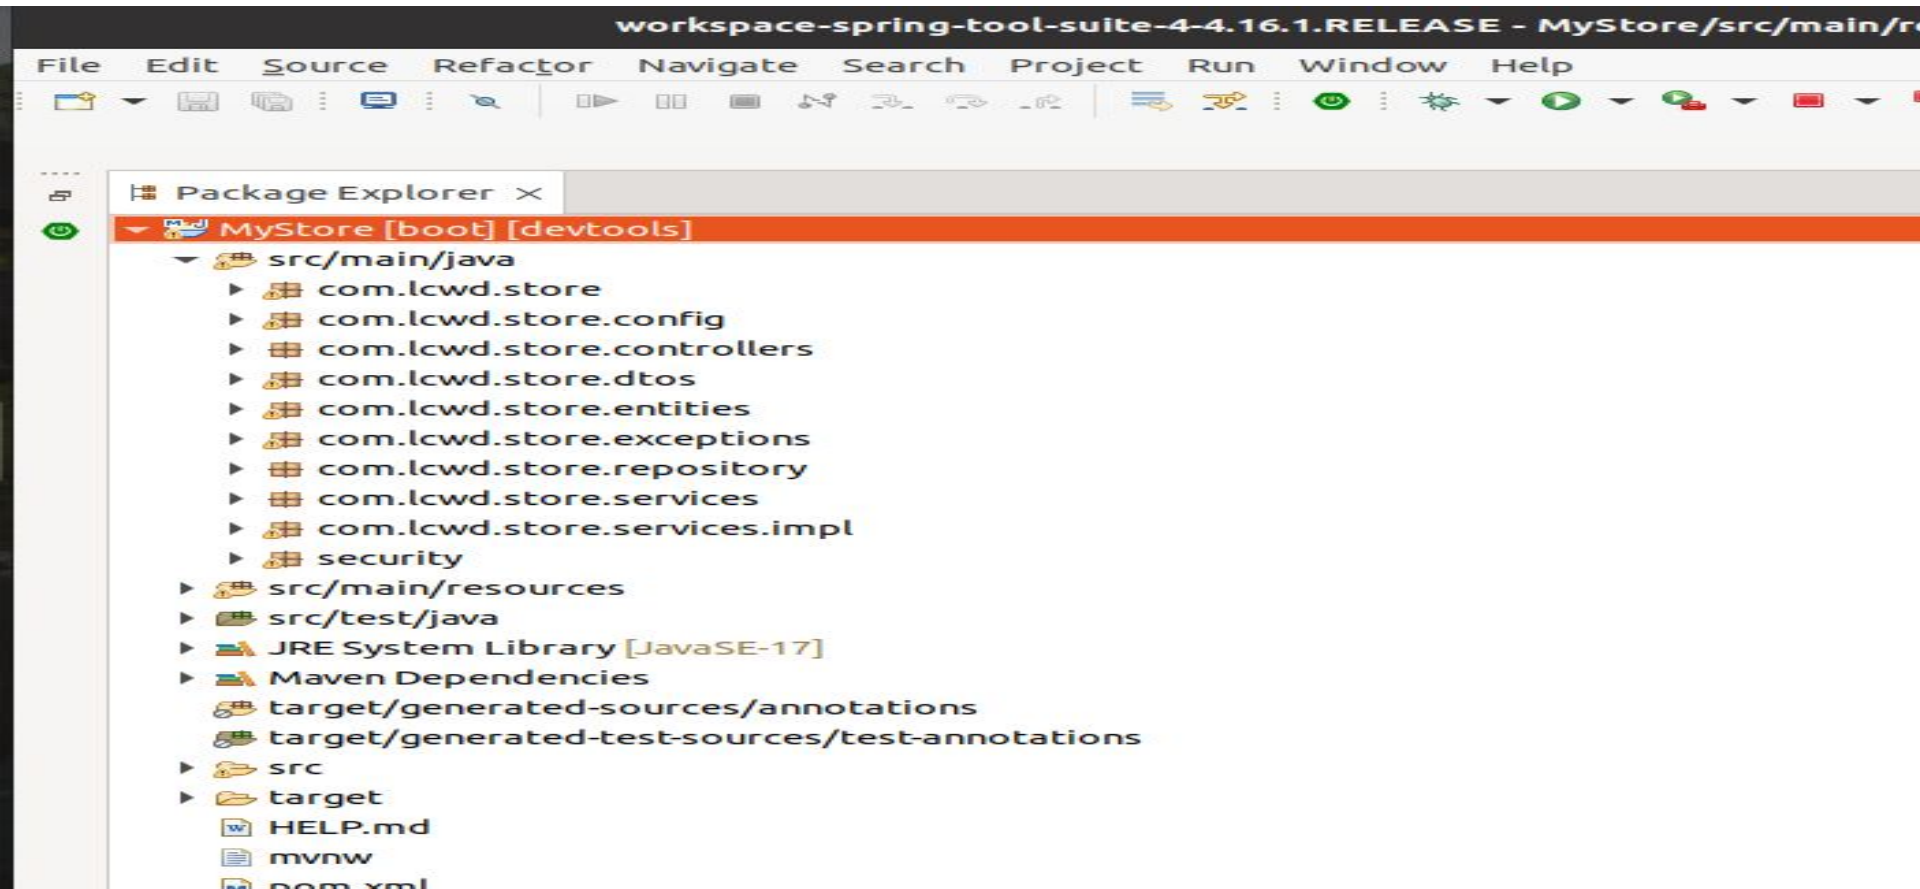 workspace-spring-tool-suite-4-4.16.1.RELEASE - MyStore/src/main/r
File Edit Source Refactor Navigate Search Project Run Window Help
Package Explorer
MyStore [boot] [devtools]
src/main/java
com.lcwd.store
com.lcwd.store.config
com.lcwd.store.controllers
com.lcwd.store.dtos
com.lcwd.store.entities
com.lcwd.store.exceptions
com.lcwd.store.repository
com.lcwd.store.services
com.lcwd.store.services.impl
security
src/main/resources
src/test/java
JRE System Library [JavaSE-17]
Maven Dependencies
target/generated-sources/annotations
target/generated-test-sources/test-annotations
src
target
HELP.md
mvnw
pom.xml